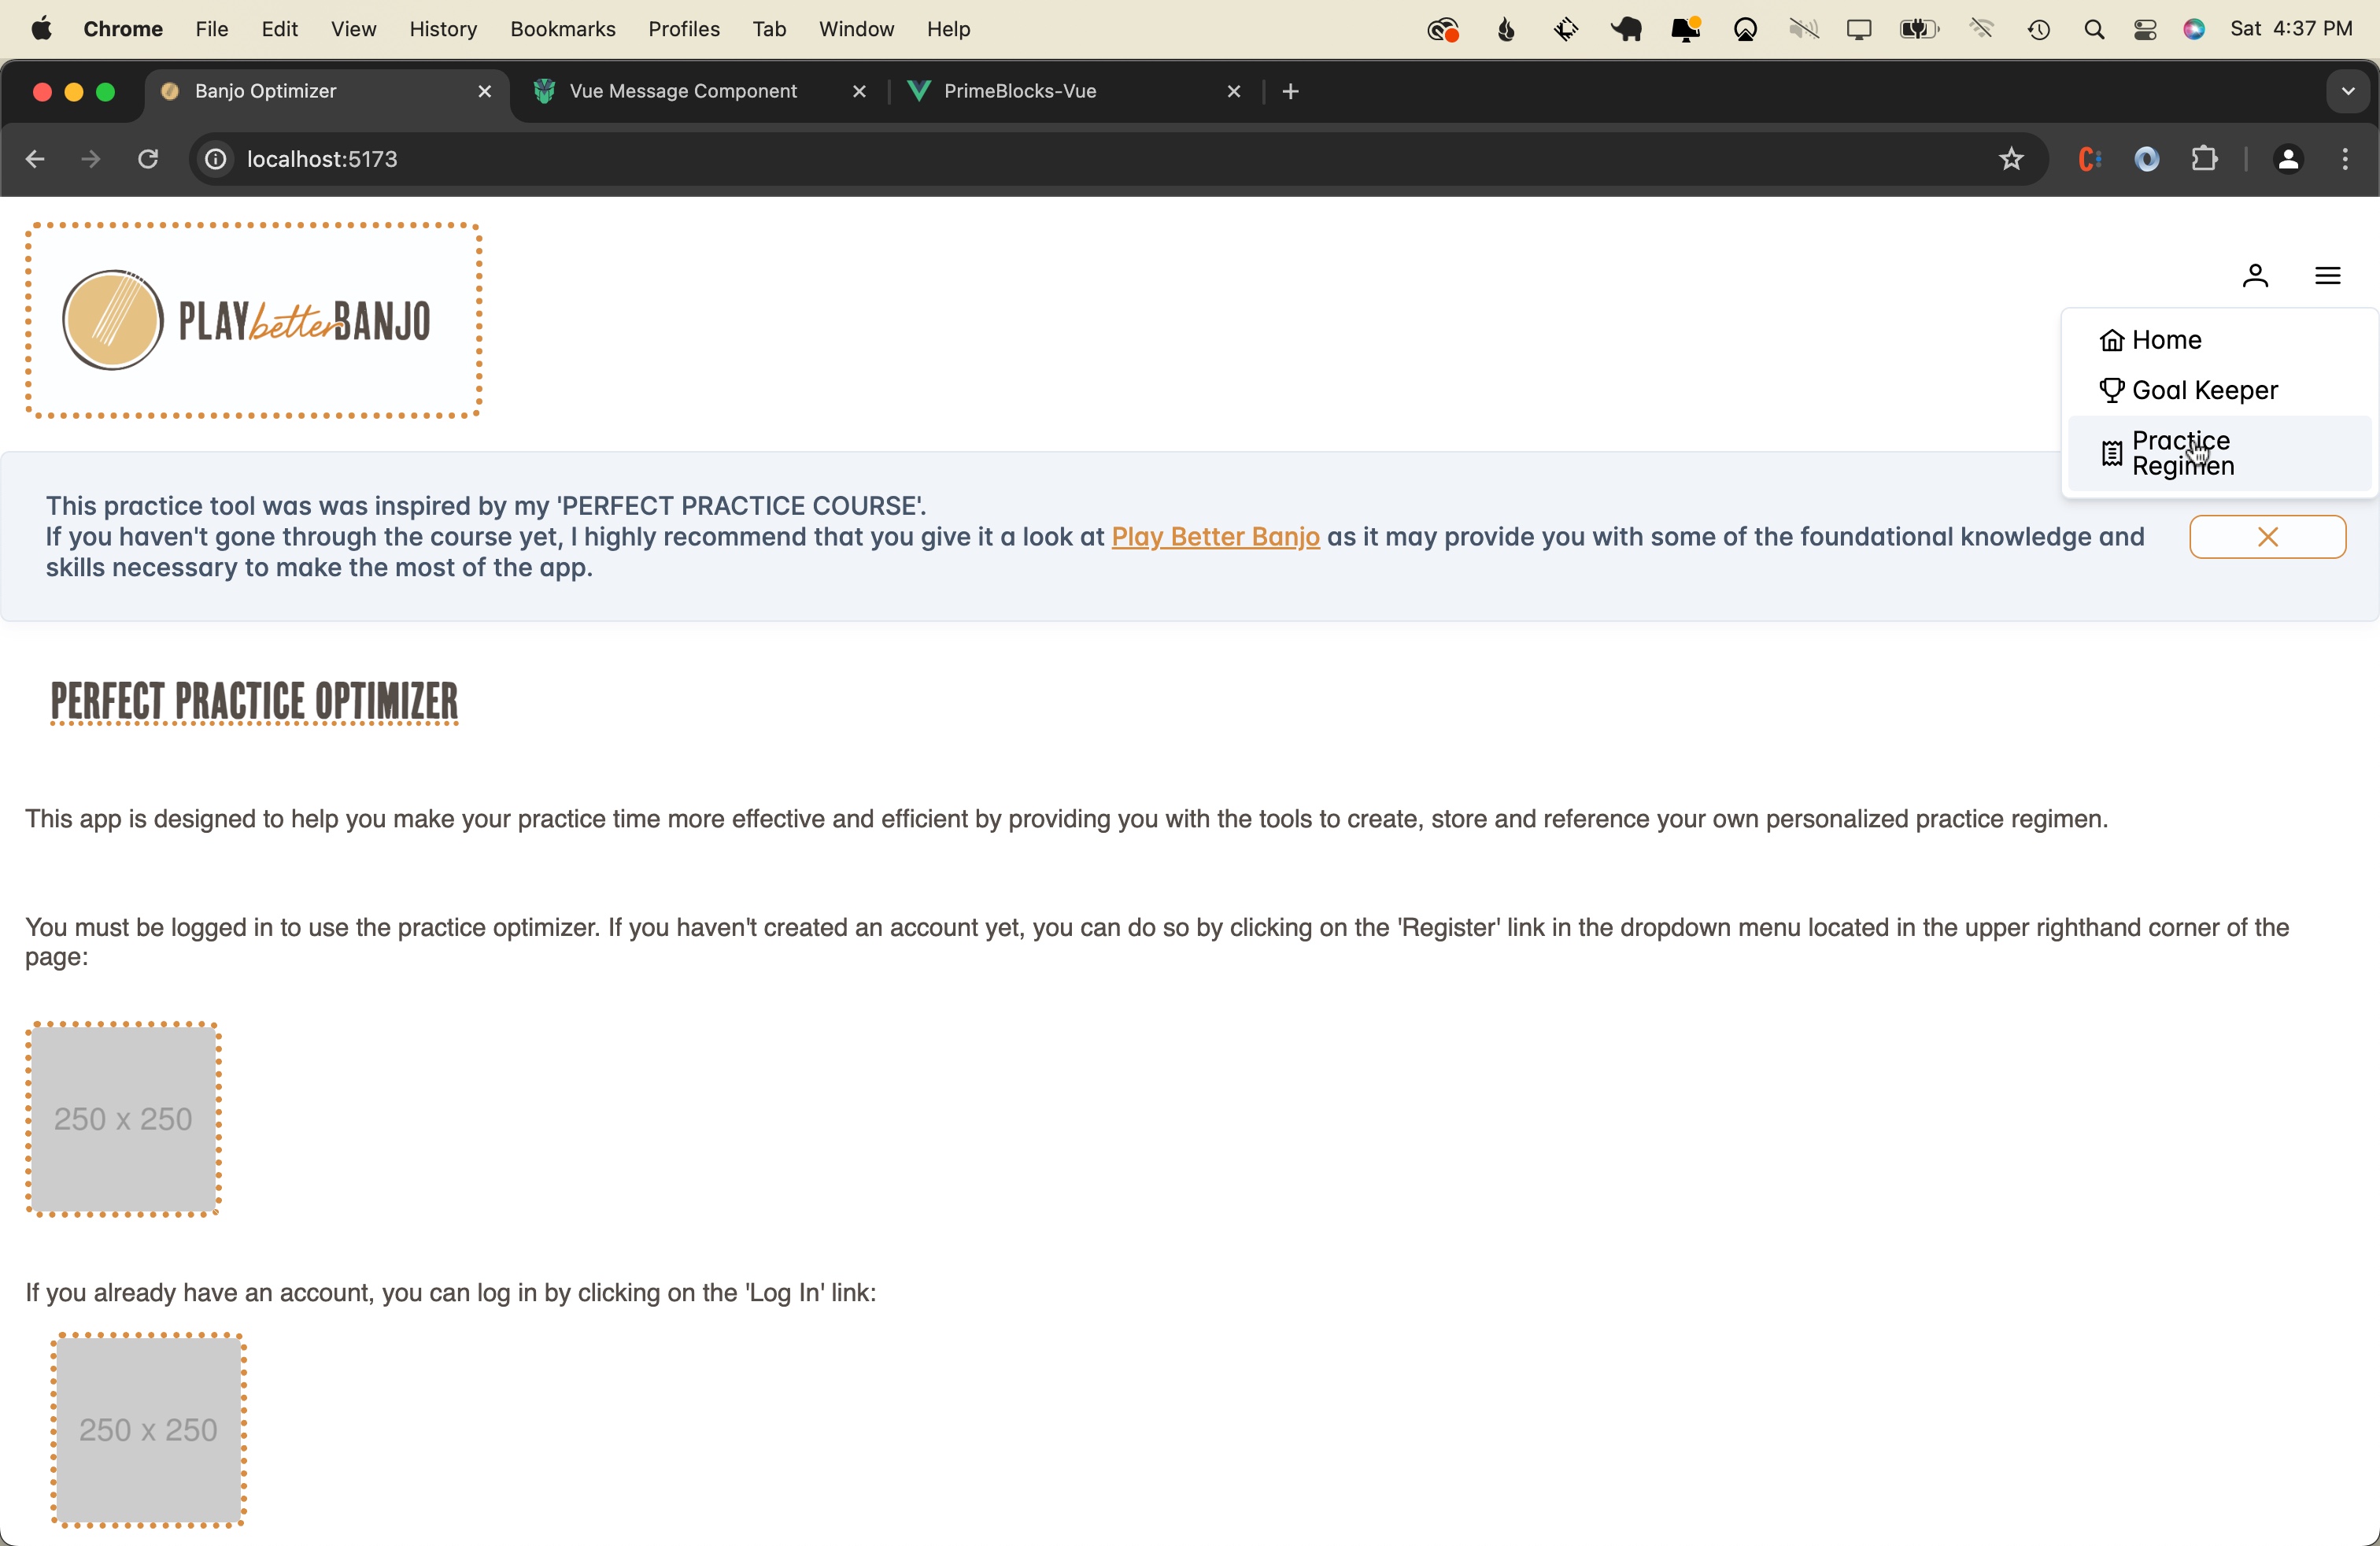 Chrome File Edit View History Bookmarks Profiles Tab Window Help Sat 4:37 PM
Banjo Optimizer Vue Message Component PrimeBlocks-Vue
localhost:5173
PLAY better BANJO
Home
Goal Keeper
Practice
Regimen
This practice tool was was inspired by my 'PERFECT PRACTICE COURSE'.
If you haven't gone through the course yet, I highly recommend that you give it a look at Play Better Banjo as it may provide you with some of the foundational knowledge and
skills necessary to make the most of the app.
PERFECT PRACTICE OPTIMIZER
This app is designed to help you make your practice time more effective and efficient by providing you with the tools to create, store and reference your own personalized practice regimen.
You must be logged in to use the practice optimizer. If you haven't created an account yet, you can do so by clicking on the 'Register' link in the dropdown menu located in the upper righthand corner of the
page:
250 x 250
If you already have an account, you can log in by clicking on the 'Log In' link:
250 x 250